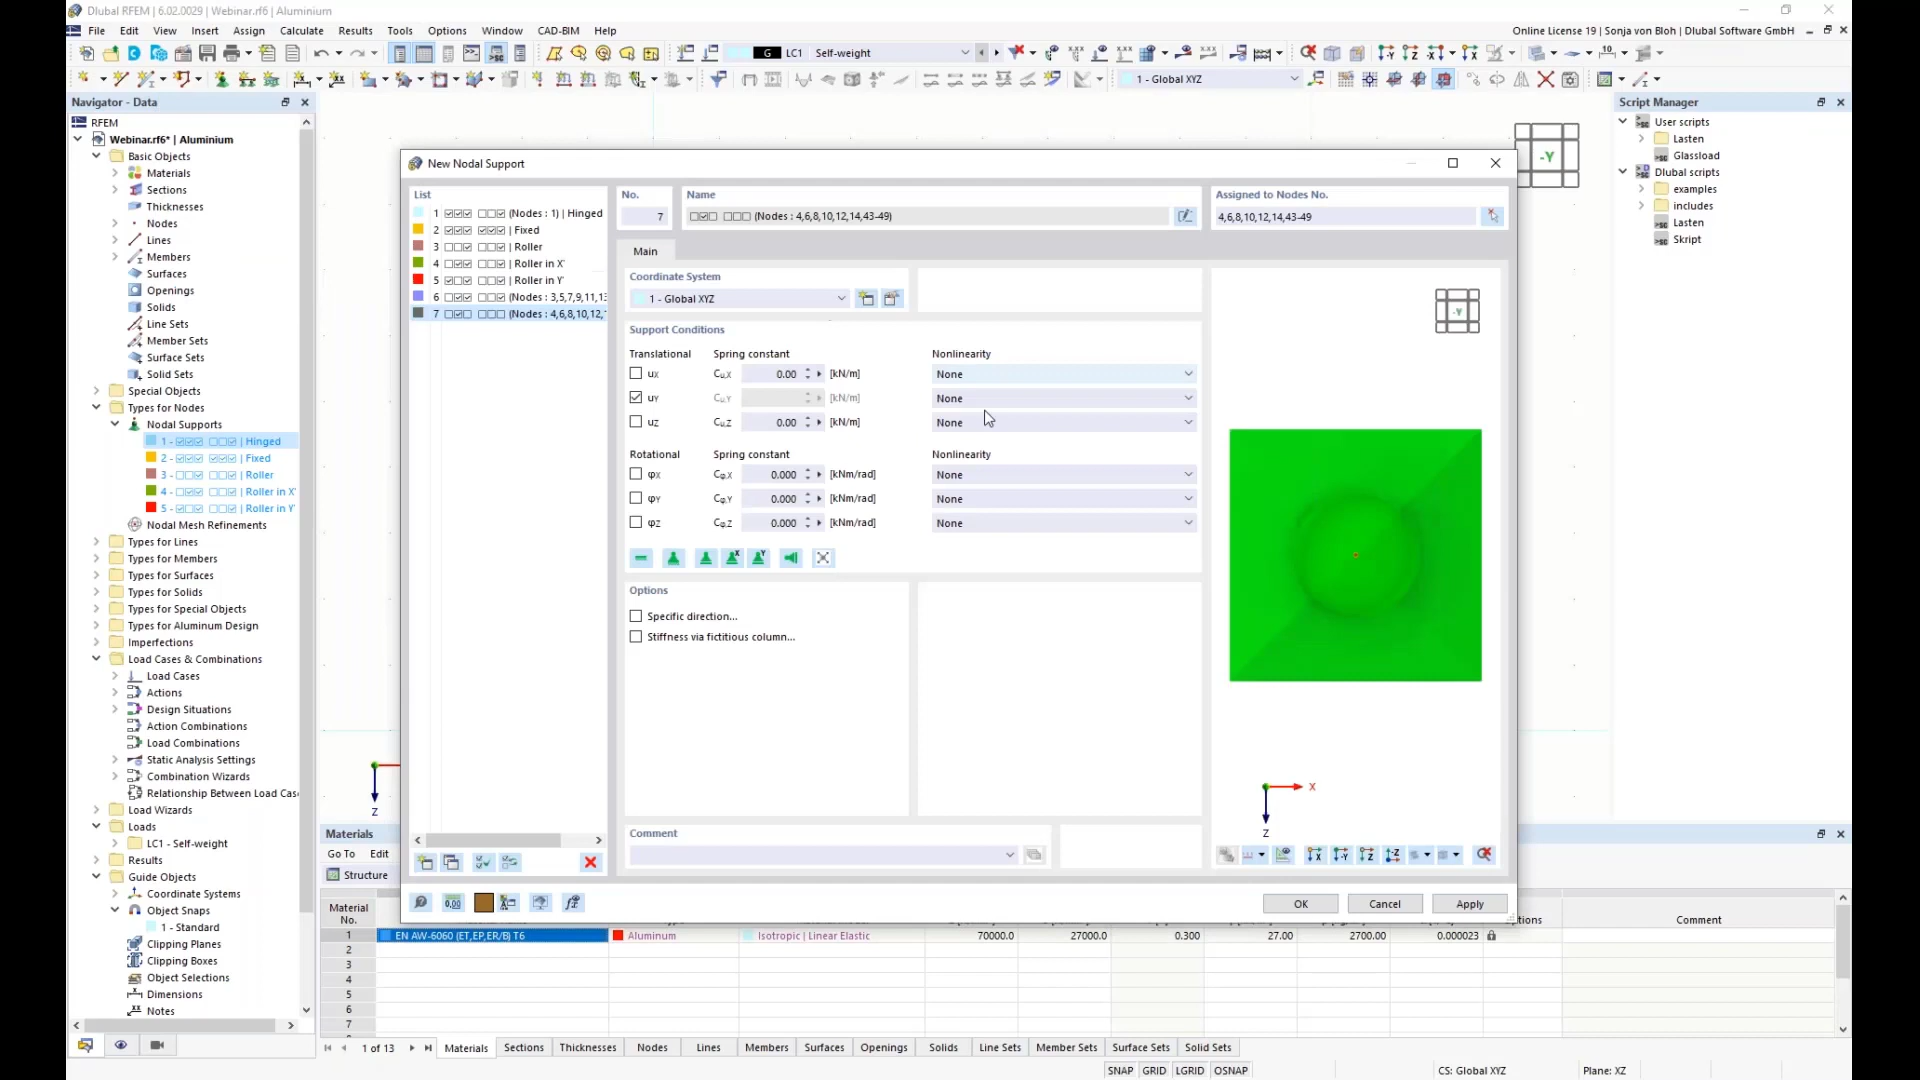 Dlubal RFEM | 6.02.0029 | Webinar.rf6* | Aluminium
File Edit View Insert Assign Calculate Results Tools Options Window CAD-BIM Help
Online License 19 | Sonja von Bloh | Dlubal Software GmbH
G LC1 Self-weight
1 - Global XYZ
Navigator - Data
RFEM
Webinar.rf6* | Aluminium
Basic Objects
Materials
Sections
Thicknesses
Nodes
Lines
Members
Surfaces
Openings
Solids
Line Sets
Member Sets
Surface Sets
Solid Sets
Special Objects
Types for Nodes
Nodal Supports
1 - | Hinged
2 - | Fixed
3 - | Roller
4 - | Roller in X'
5 - | Roller in Y'
Nodal Mesh Refinements
Types for Lines
Types for Members
Types for Surfaces
Types for Solids
Types for Special Objects
Types for Aluminum Design
Imperfections
Load Cases & Combinations
Load Cases
Actions
Design Situations
Action Combinations
Load Combinations
Static Analysis Settings
Combination Wizards
Relationship Between Load Cas
Load Wizards
Loads
LC1 - Self-weight
Results
Guide Objects
Coordinate Systems
Object Snaps
1 - Standard
Clipping Planes
Clipping Boxes
Object Selections
Dimensions
Notes
New Nodal Support
List
1 (Nodes : 1) | Hinged
2 | Fixed
3 | Roller
4 | Roller in X'
5 | Roller in Y'
6 (Nodes : 3,5,7,9,11,13
7 (Nodes : 4,6,8,10,12,1
No.
7
Name
(Nodes : 4,6,8,10,12,14,43-49)
Assigned to Nodes No.
4,6,8,10,12,14,43-49
Main
Coordinate System
1 - Global XYZ
Support Conditions
Translational Spring constant Nonlinearity
uX Cu,X 0.00 [kN/m] None
uY Cu,Y [kN/m] None
uZ Cu,Z 0.00 [kN/m] None
Rotational Spring constant Nonlinearity
φX Cφ,X 0.000 [kNm/rad] None
φY Cφ,Y 0.000 [kNm/rad] None
φZ Cφ,Z 0.000 [kNm/rad] None
X Y
Options
Specific direction...
Stiffness via fictitious column...
Comment
-Y
X
Z
OK Cancel Apply
Script Manager
User scripts
Lasten
Glassload
Dlubal scripts
examples
includes
Lasten
Skript
-Y
Z
Materials
Go To Edit
Structure
Material
No.
Comment
1 EN AW-6060 (ET,EP,ER/B) T6 Aluminum Isotropic | Linear Elastic 70000.0 27000.0 0.300 27.00 2700.00 0.000023
2
3
4
5
6
7
1 of 13 Materials Sections Thicknesses Nodes Lines Members Surfaces Openings Solids Line Sets Member Sets Surface Sets Solid Sets
SNAP GRID LGRID OSNAP CS: Global XYZ Plane: XZ